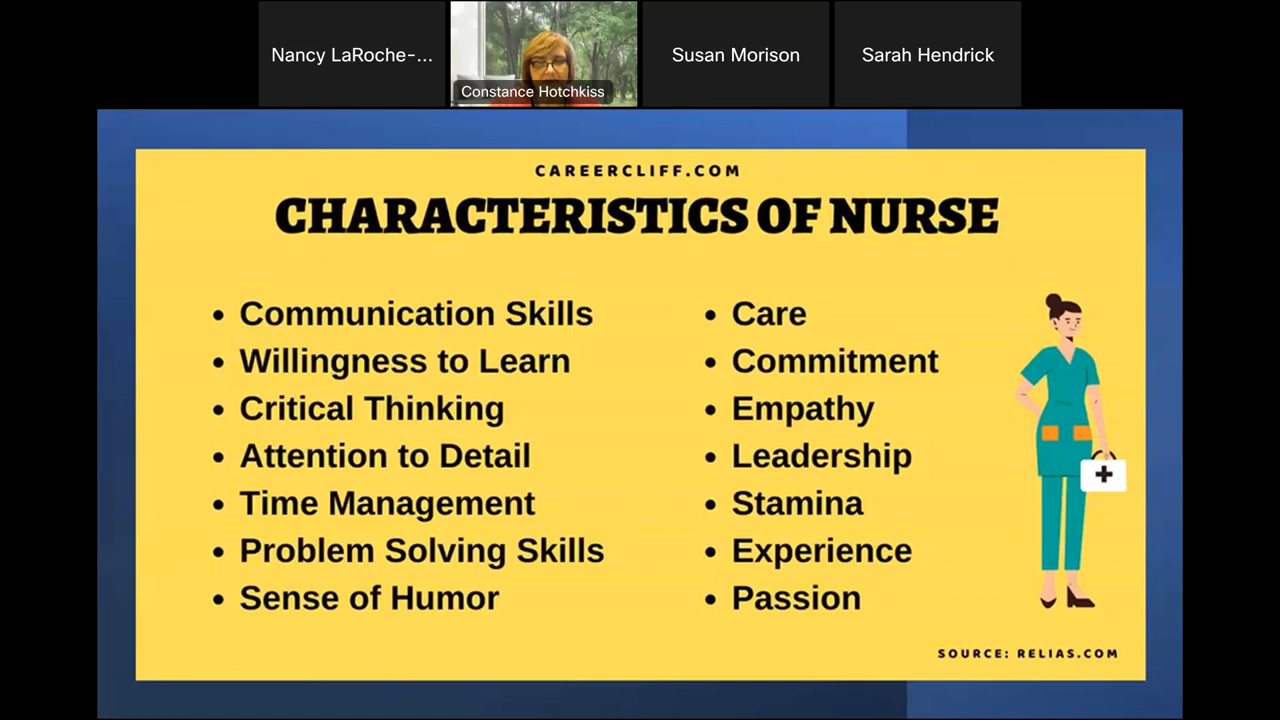 Nancy LaRoche-...
Constance Hotchkiss
Susan Morison
Sarah Hendrick
CAREERCLIFF.COM
CHARACTERISTICS OF NURSE
• Communication Skills
• Willingness to Learn
• Critical Thinking
• Attention to Detail
• Time Management
• Problem Solving Skills
• Sense of Humor
• Care
• Commitment
• Empathy
• Leadership
• Stamina
• Experience
• Passion
SOURCE: RELIAS.COM